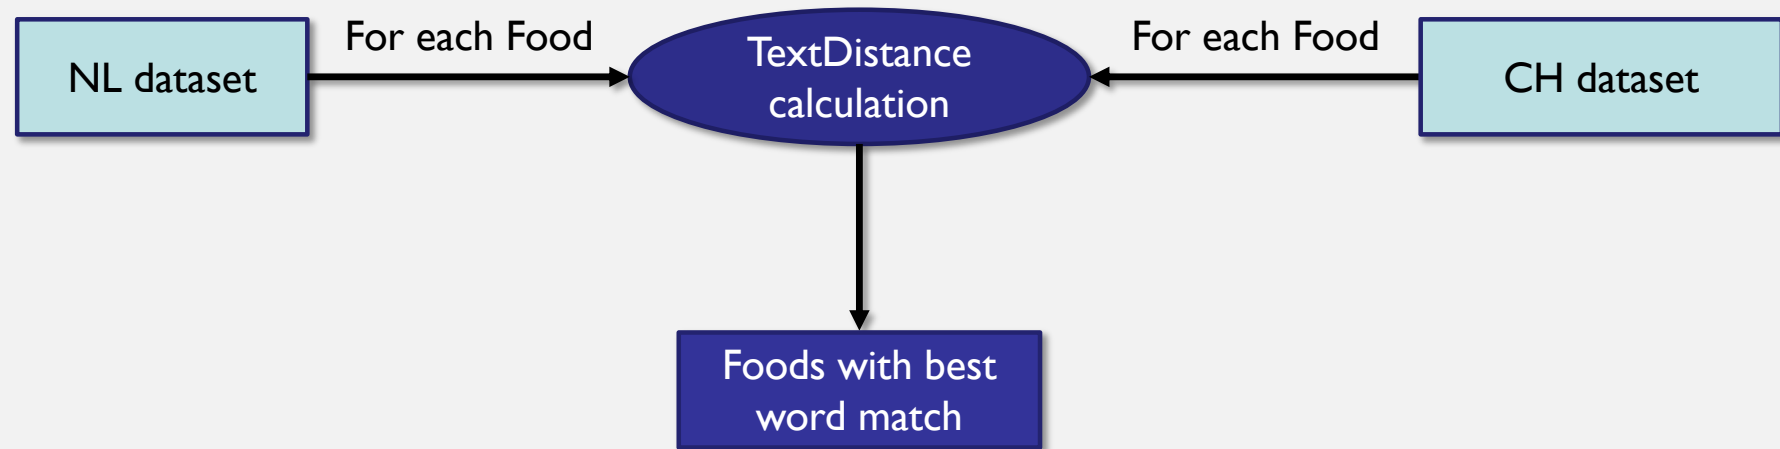 NL dataset
For each Food
TextDistance
calculation
For each Food
CH dataset
Foods with best
word match